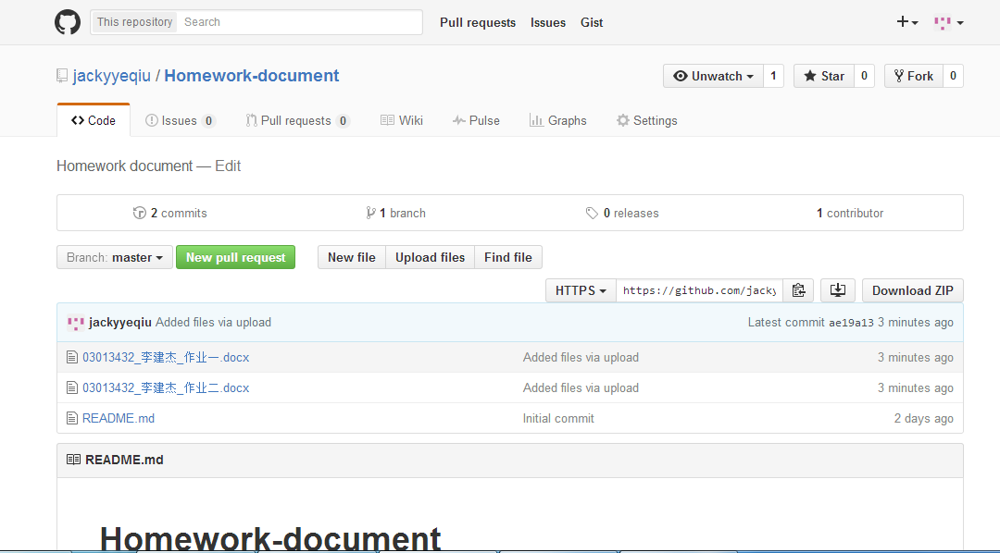 This repository Search Pull requests Issues Gist
jackyyeqiu / Homework-document Unwatch 1 Star 0 Fork 0
Code Issues 0 Pull requests 0 Wiki Pulse Graphs Settings
Homework document — Edit
2 commits 1 branch 0 releases 1 contributor
Branch: master New pull request New file Upload files Find file
HTTPS https://github.com/jacky Download ZIP
jackyyeqiu Added files via upload Latest commit ae19a13 3 minutes ago
03013432_李建杰_作业一.docx Added files via upload 3 minutes ago
03013432_李建杰_作业二.docx Added files via upload 3 minutes ago
README.md Initial commit 2 days ago
README.md
Homework-document